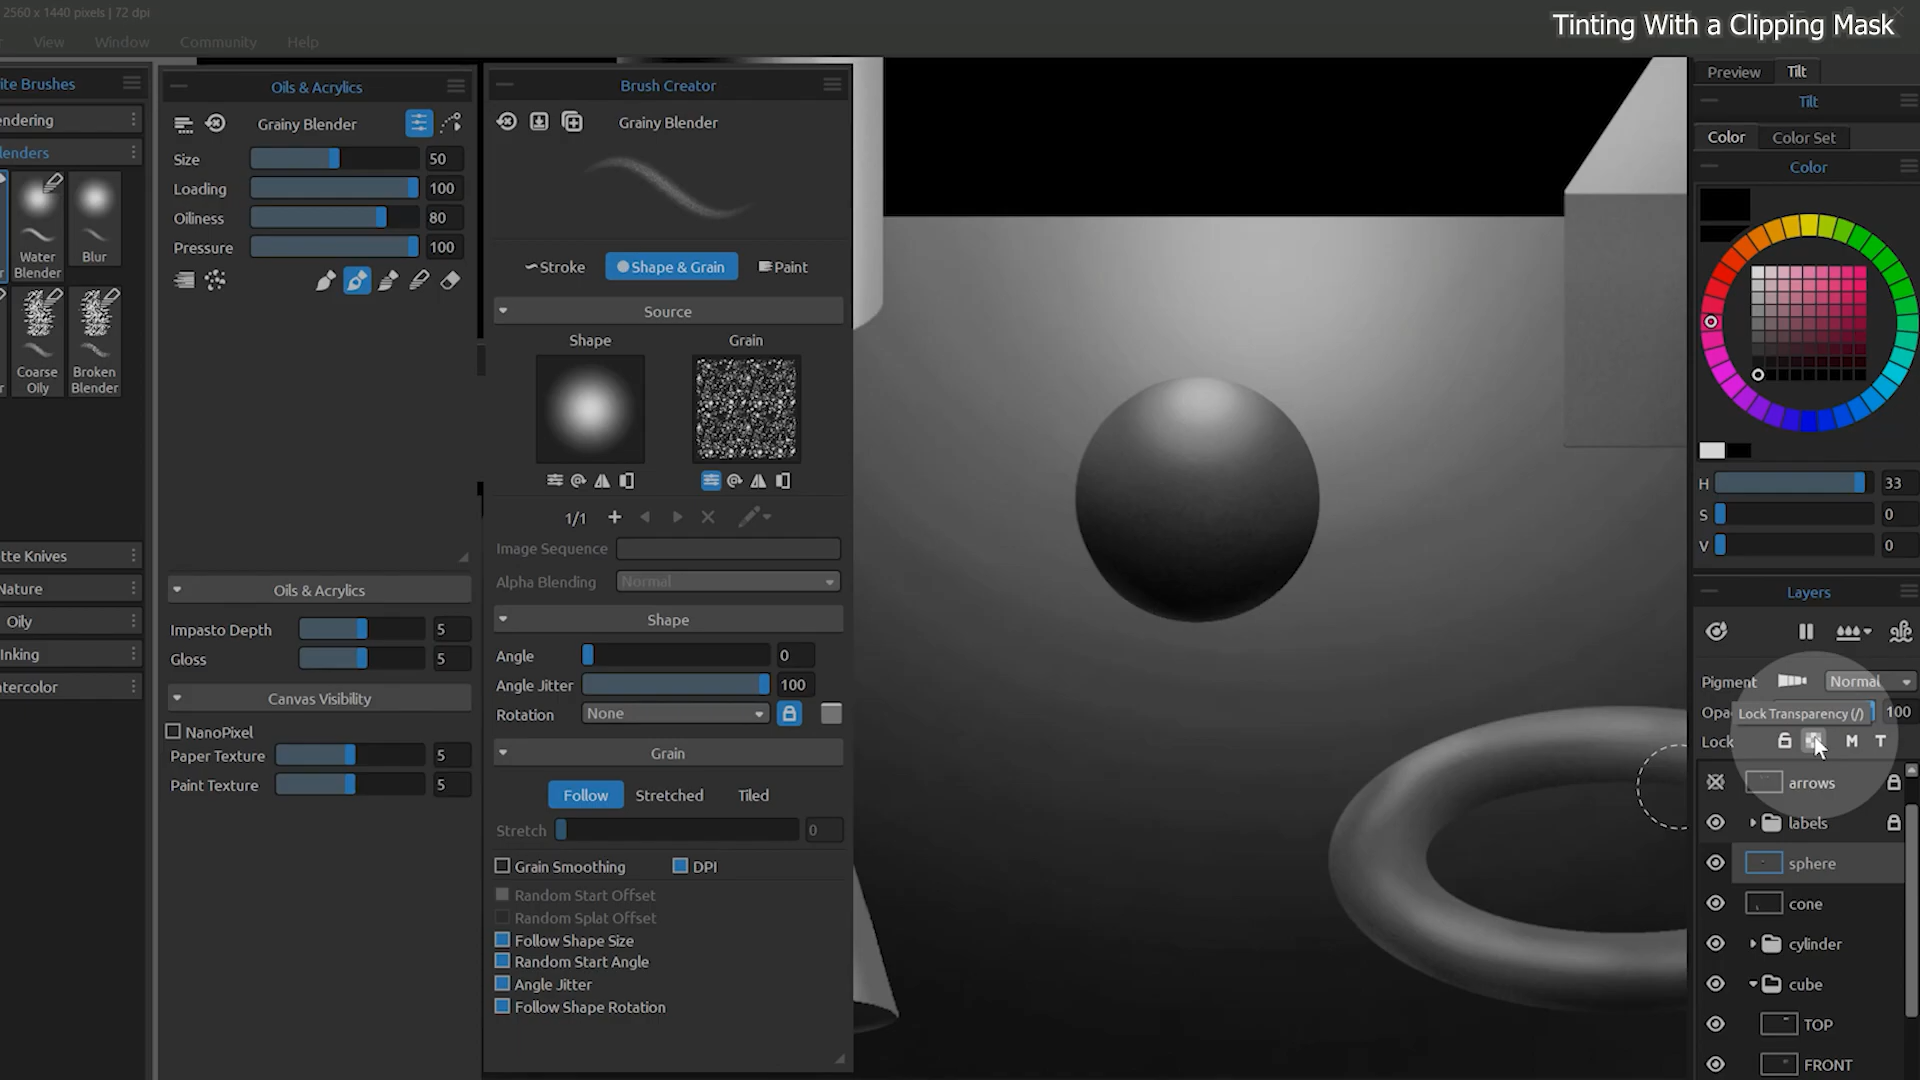 2560 x 1440 pixels | 72 dpi
Tinting With a Clipping Mask
View
Window
Community
Help
ite Brushes
endering
lenders
Water Blender
Blur
Coarse Oily
Broken Blender
tte Knives
Nature
Oily
Inking
tercolor
Oils & Acrylics
Grainy Blender
Size 50
Loading 100
Oiliness 80
Pressure 100
Oils & Acrylics
Impasto Depth 5
Gloss 5
Canvas Visibility
NanoPixel
Paper Texture 5
Paint Texture 5
Brush Creator
Grainy Blender
Stroke
Shape & Grain
Paint
Source
Shape
Grain
1/1
Image Sequence
Alpha Blending Normal
Shape
Angle 0
Angle Jitter 100
Rotation None
Grain
Follow
Stretched
Tiled
Stretch 0
Grain Smoothing
DPI
Random Start Offset
Random Splat Offset
Follow Shape Size
Random Start Angle
Angle Jitter
Follow Shape Rotation
Preview
Tilt
Tilt
Color
Color Set
Color
H 33
S 0
V 0
Layers
Pigment Normal
Opa 100
Lock Transparency (/)
Lock M T
arrows
labels
sphere
cone
cylinder
cube
TOP
FRONT